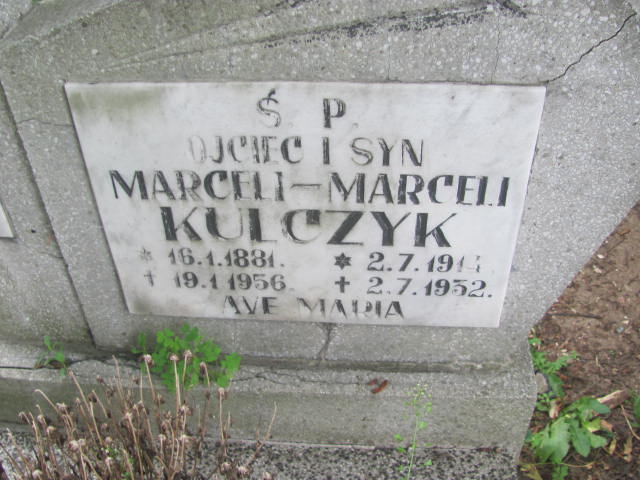 Ś P
OJCIEC I SYN
MARCELI-MARCELI
KULCZYK
* 16.1.1881. * 2.7.1914
✝ 19.1.1956. ✝ 2.7.1932.
AVE MARIA